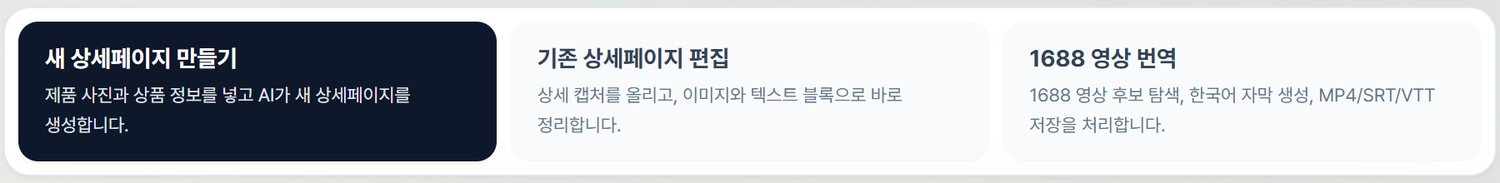 새 상세페이지 만들기
제품 사진과 상품 정보를 넣고 AI가 새 상세페이지를
생성합니다.
기존 상세페이지 편집
상세 캡처를 올리고, 이미지와 텍스트 블록으로 바로
정리합니다.
1688 영상 번역
1688 영상 후보 탐색, 한국어 자막 생성, MP4/SRT/VTT
저장을 처리합니다.